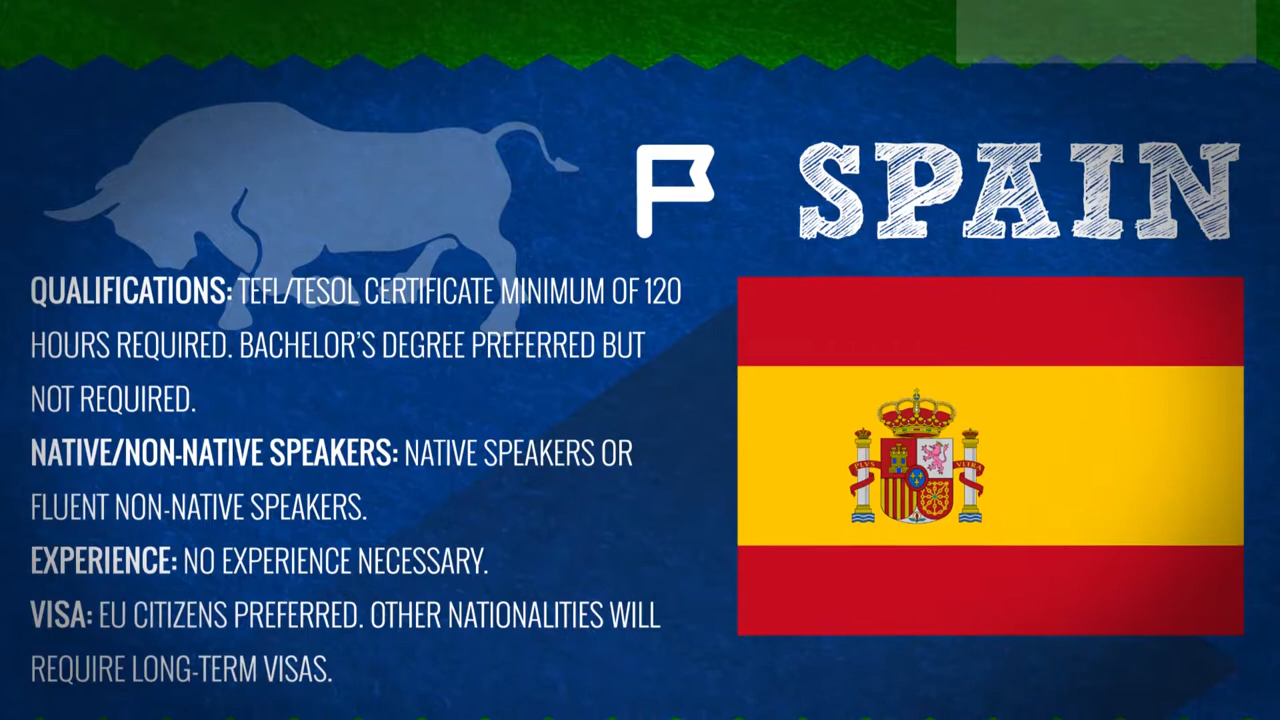 SPAIN
QUALIFICATIONS: TEFL/TESOL CERTIFICATE MINIMUM OF 120
HOURS REQUIRED. BACHELOR'S DEGREE PREFERRED BUT
NOT REQUIRED.
NATIVE/NON-NATIVE SPEAKERS: NATIVE SPEAKERS OR
FLUENT NON-NATIVE SPEAKERS.
EXPERIENCE: NO EXPERIENCE NECESSARY.
VISA: EU CITIZENS PREFERRED. OTHER NATIONALITIES WILL
REQUIRE LONG-TERM VISAS.
PLVS VLTRA